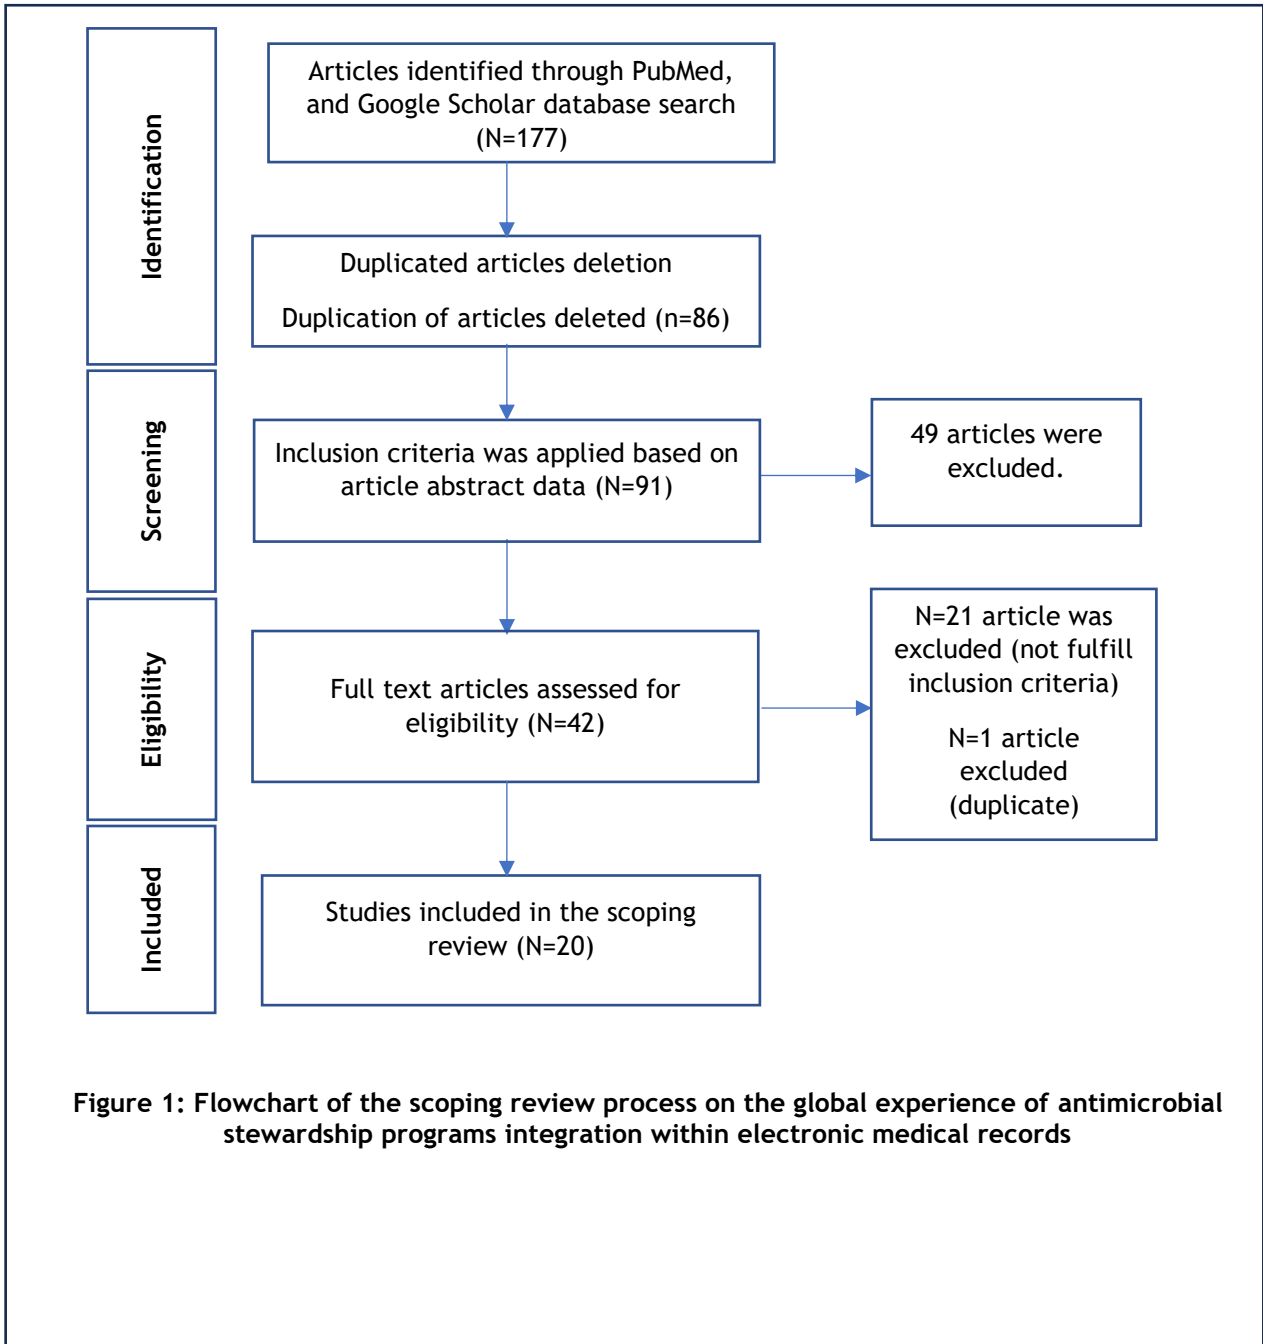 Identification
Articles identified through PubMed,
and Google Scholar database search
(N=177)
Duplicated articles deletion
Duplication of articles deleted (n=86)
Screening
Inclusion criteria was applied based on
article abstract data (N=91)
49 articles were
excluded.
Eligibility
Full text articles assessed for
eligibility (N=42)
N=21 article was
excluded (not fulfill
inclusion criteria)
N=1 article
excluded
(duplicate)
Included
Studies included in the scoping
review (N=20)
Figure 1: Flowchart of the scoping review process on the global experience of antimicrobial
stewardship programs integration within electronic medical records